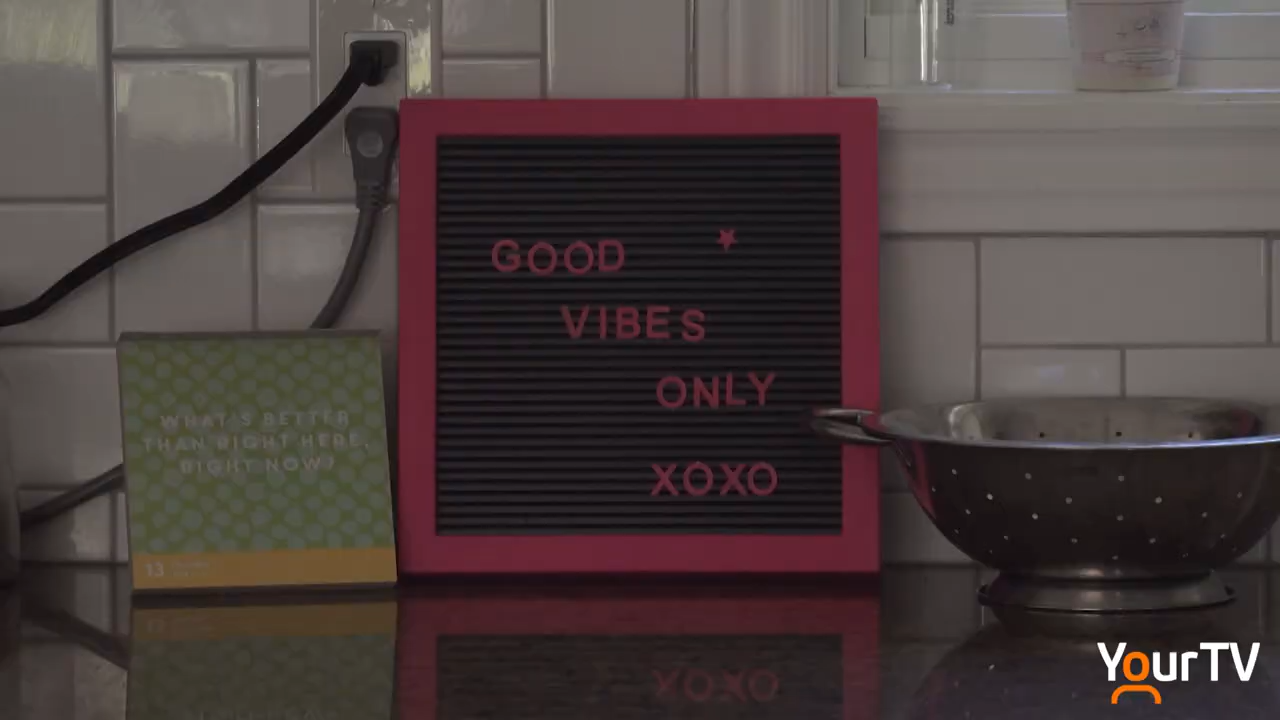 GOOD
VIBES
ONLY
XOXO
WHAT'S BETTER
THAN RIGHT HERE,
RIGHT NOW?
13
YourTV